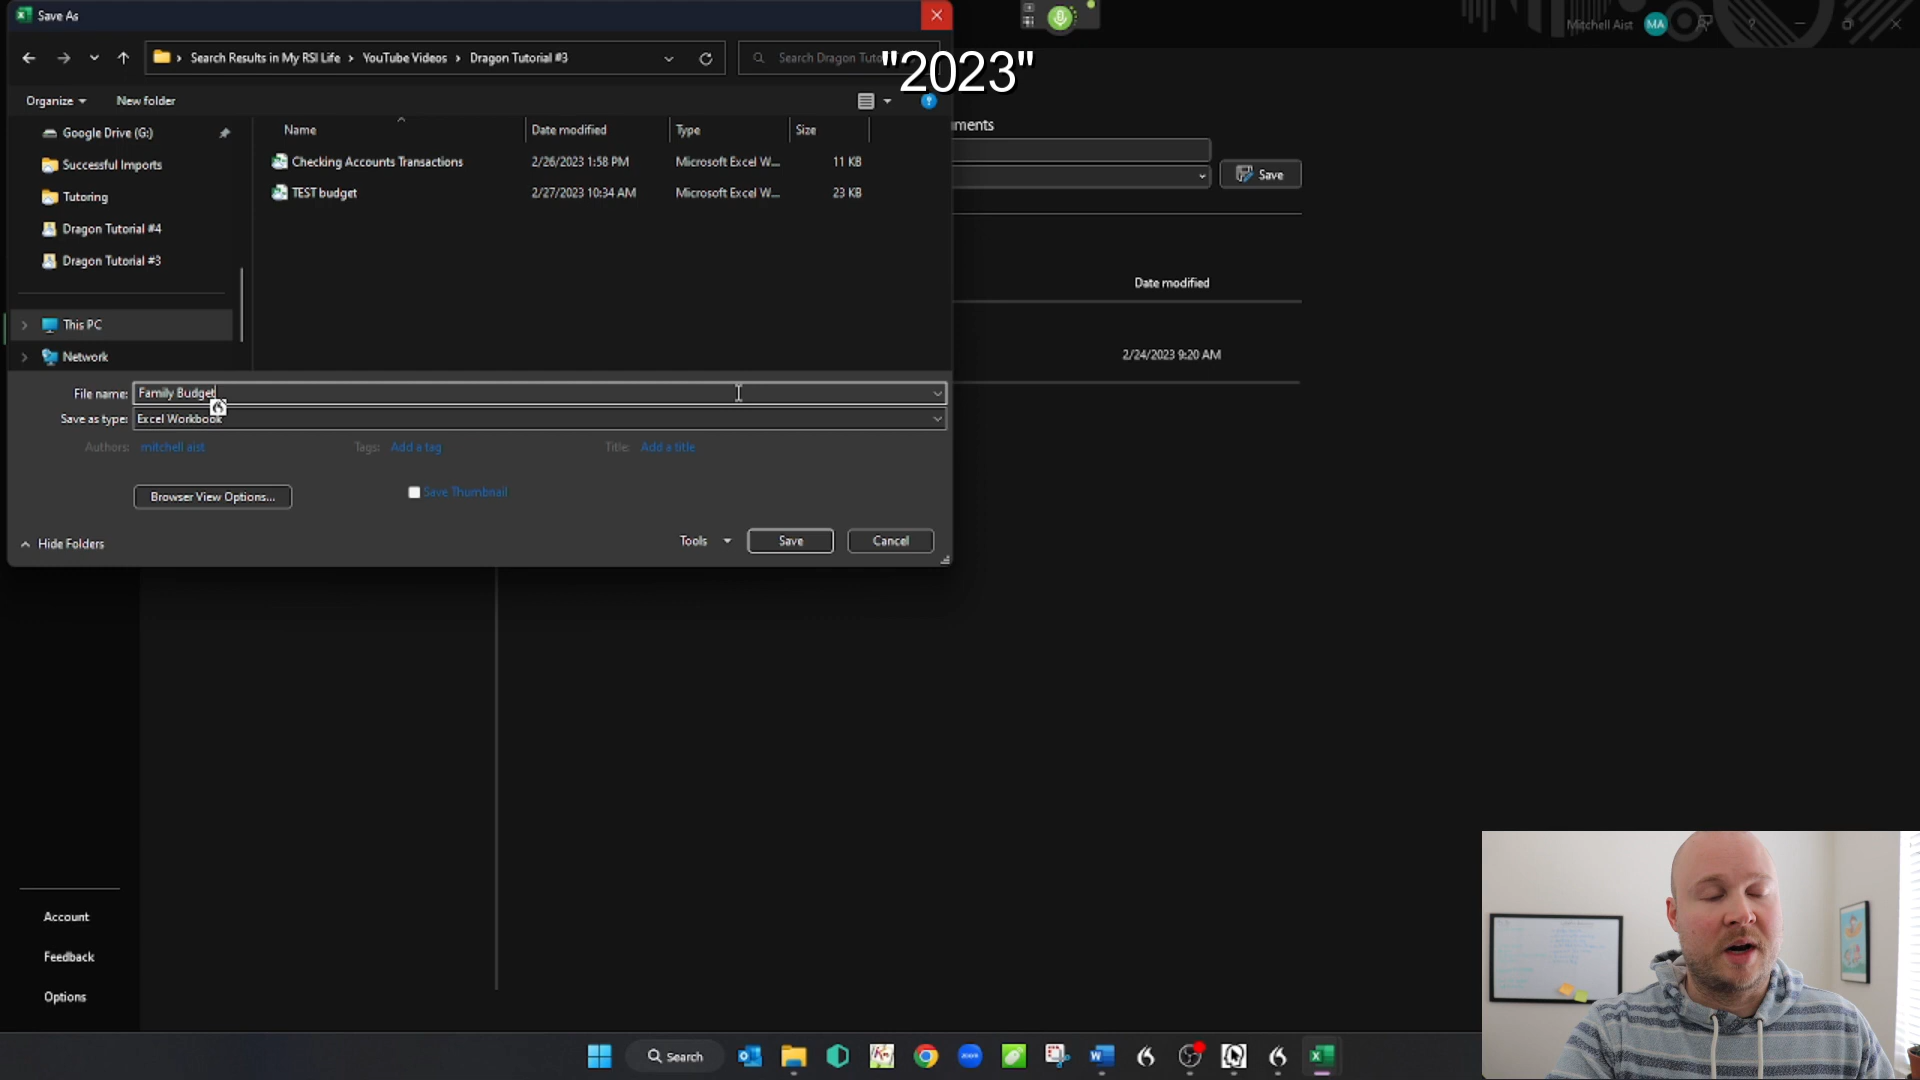 Save As
Mitchell Aist MA
Search Results in My RSI Life > YouTube Videos > Dragon Tutorial #3
Search Dragon Tuto
"2023"
Organize
New folder
ments
Google Drive (G:)
Successful Imports
Tutoring
Dragon Tutorial #4
Dragon Tutorial #3
This PC
Network
Name Date modified Type Size
Checking Accounts Transactions 2/26/2023 1:58 PM Microsoft Excel W... 11 KB
TEST budget 2/27/2023 10:34 AM Microsoft Excel W... 23 KB
Save
Date modified
2/24/2023 9:20 AM
File name: Family Budget
Save as type: Excel Workbook
Authors: mitchell aist Tags: Add a tag Title: Add a title
Browser View Options...
Save Thumbnail
Hide Folders
Tools Save Cancel
Account
Feedback
Options
Search
zoom